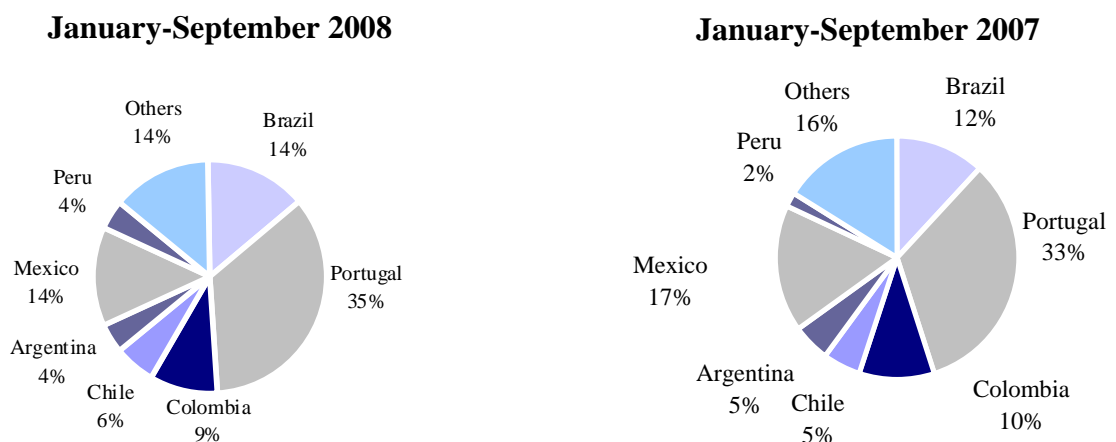 January-September 2008
Others
14%
Brazil
14%
Peru
4%
Mexico
14%
Portugal
35%
Argentina
4%
Chile
6%
Colombia
9%
January-September 2007
Others
16%
Brazil
12%
Peru
2%
Portugal
33%
Mexico
17%
Argentina
5%
Chile
5%
Colombia
10%